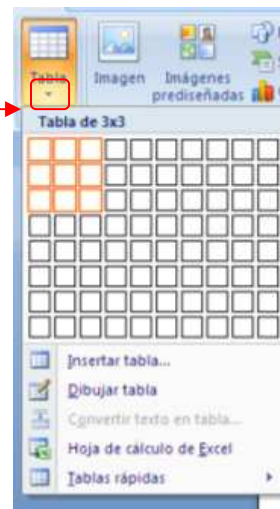 Tabla
Imagen
Imágenes
prediseñadas
Tabla de 3x3
Insertar tabla...
Dibujar tabla
Convertir texto en tabla...
Hoja de cálculo de Excel
Tablas rápidas